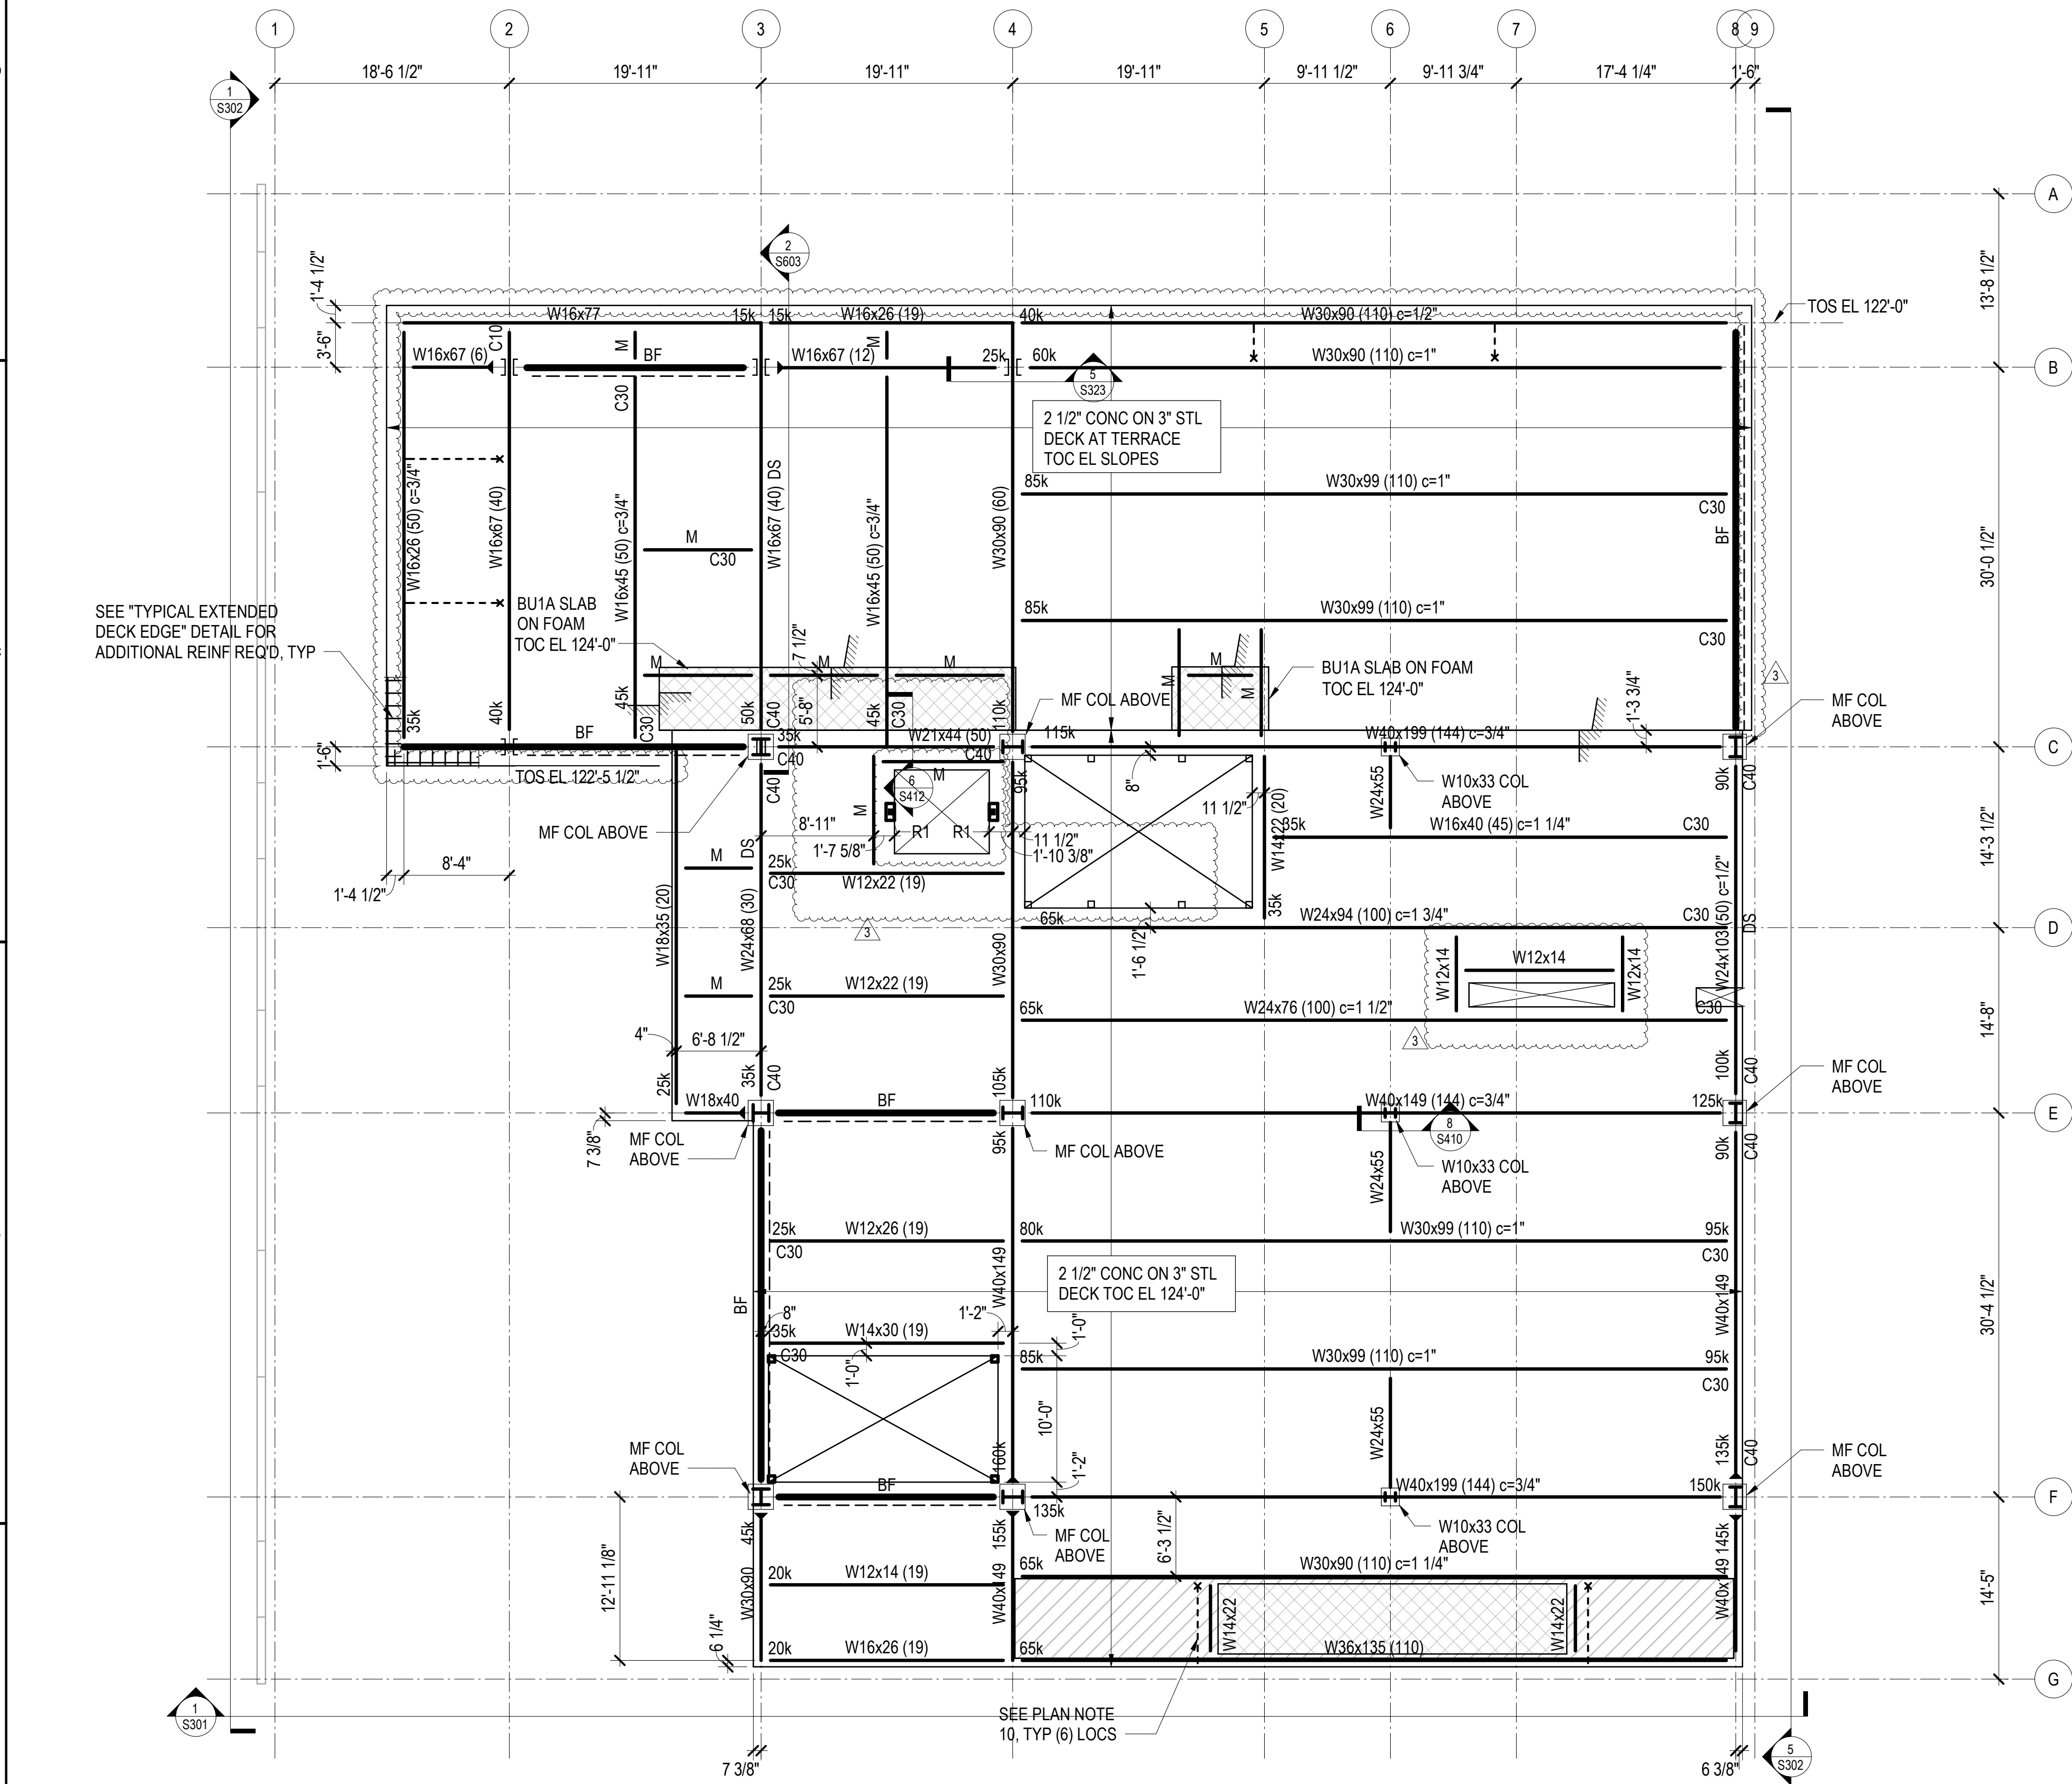 1
2
3
4
5
6
7
8
9
18'-6 1/2"
19'-11"
19'-11"
19'-11"
9'-11 1/2"
9'-11 3/4"
17'-4 1/4"
1'-6"
1
S302
A
13'-8 1/2"
2
S603
1'-4 1/2"
3'-6"
TOS EL 122'-0"
W16x77
15k
15k
W16x26 (19)
40k
W30x90 (110) c=1/2"
C10
W16x67 (6)
BF
M
C30
W16x67 (12)
M
25k
60k
W30x90 (110) c=1"
B
5
S323
2 1/2" CONC ON 3" STL
DECK AT TERRACE
TOC EL SLOPES
W16x26 (50) c=3/4"
W16x67 (40)
W16x45 (50) c=3/4"
W16x67 (40) DS
W16x45 (50) c=3/4"
W30x90 (60)
M
C30
85k
W30x99 (110) c=1"
C30
BF
30'-0 1/2"
85k
W30x99 (110) c=1"
C30
SEE "TYPICAL EXTENDED
DECK EDGE" DETAIL FOR
ADDITIONAL REINF REQ'D, TYP
BU1A SLAB
ON FOAM
TOC EL 124'-0"
7 1/2"
M
M
M
M
M
M
BU1A SLAB ON FOAM
TOC EL 124'-0"
3
35k
40k
45k
C30
50k
C40
5'-8"
45k
C30
110k
MF COL ABOVE
1'-3 3/4"
MF COL
ABOVE
1'-6"
BF
35k
C40
W21x44 (50)
C40
115k
W40x199 (144) c=3/4"
C
TOS EL 122'-5 1/2"
C40
M
95k
8"
W24x55
W10x33 COL
ABOVE
90k
C40
6
S412
M
8'-11"
R1
R1
1'-7 5/8"
11 1/2"
1'-10 3/8"
11 1/2"
W14x22 (20)
35k
35k
W16x40 (45) c=1 1/4"
C30
14'-3 1/2"
MF COL ABOVE
8'-4"
1'-4 1/2"
M
DS
25k
C30
W12x22 (19)
W18x35 (20)
W24x68 (30)
3
65k
W24x94 (100) c=1 3/4"
C30
W24x103 (50) c=1/2"
DS
D
1'-6 1/2"
W30x90
W12x14
W12x14
W12x14
M
25k
C30
W12x22 (19)
65k
W24x76 (100) c=1 1/2"
C30
3
14'-8"
4"
6'-8 1/2"
25k
35k
C40
105k
100k
C40
MF COL
ABOVE
W18x40
BF
110k
W40x149 (144) c=3/4"
125k
E
7 3/8"
MF COL
ABOVE
95k
MF COL ABOVE
8
S410
W24x55
W10x33 COL
ABOVE
90k
C40
25k
C30
W12x26 (19)
80k
W30x99 (110) c=1"
95k
C30
BF
W40x149
2 1/2" CONC ON 3" STL
DECK TOC EL 124'-0"
W40x149
30'-4 1/2"
8"
35k
C30
W14x30 (19)
1'-2"
1'-0"
1'-0"
85k
W30x99 (110) c=1"
95k
C30
10'-0"
W24x55
MF COL
ABOVE
160k
1'-2"
135k
C40
MF COL
ABOVE
BF
135k
W40x199 (144) c=3/4"
150k
F
45k
155k
MF COL
ABOVE
6'-3 1/2"
W10x33 COL
ABOVE
145k
12'-11 1/8"
W30x90
20k
W12x14 (19)
W40x149
65k
W30x90 (110) c=1 1/4"
W40x149
14'-5"
W14x22
W14x22
6 1/4"
20k
W16x26 (19)
65k
W36x135 (110)
G
1
S301
SEE PLAN NOTE
10, TYP (6) LOCS
7 3/8"
6 3/8"
5
S302